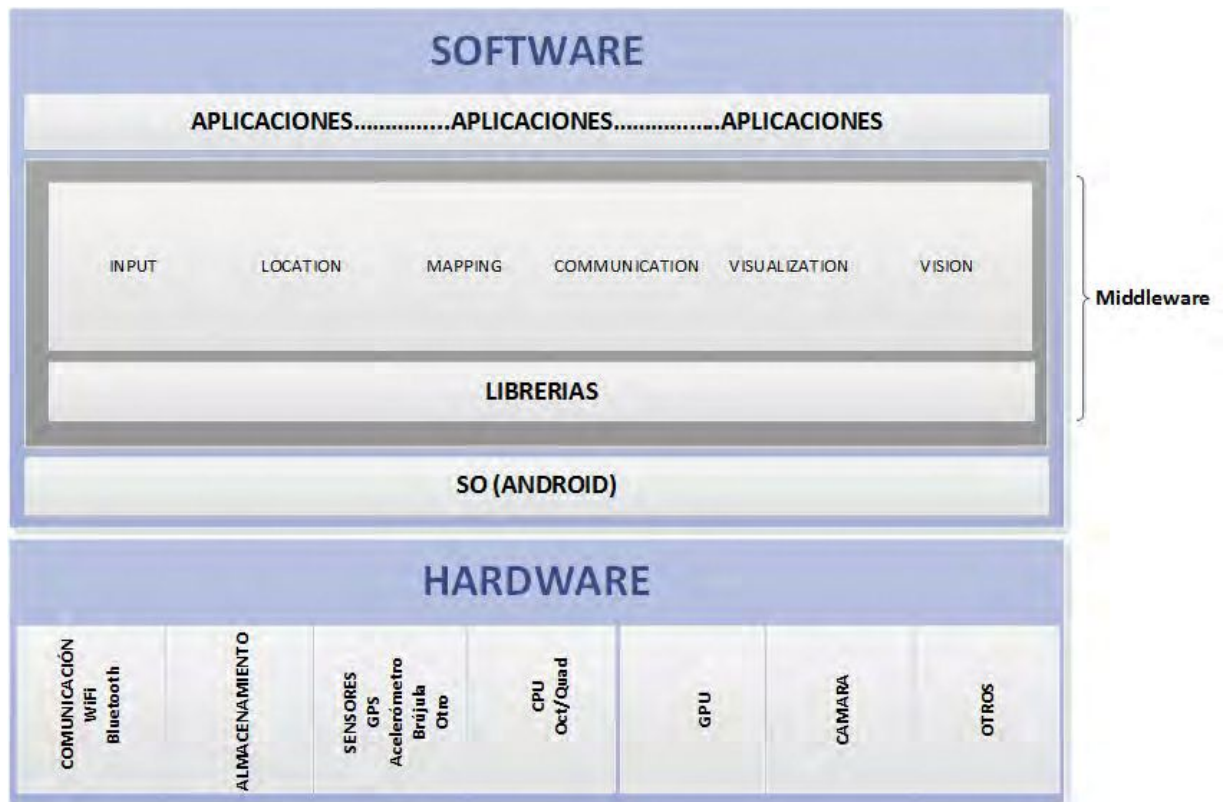 SOFTWARE
APLICACIONES...............APLICACIONES.................APLICACIONES
INPUT LOCATION MAPPING COMMUNICATION VISUALIZATION VISION
Middleware
LIBRERIAS
SO (ANDROID)
HARDWARE
COMUNICACIÓN
WiFi
Bluetooth
ALMACENAMIENTO
SENSORES
GPS
Acelerómetro
Brújula
Otro
CPU
Oct/Quad
GPU
CAMARA
OTROS